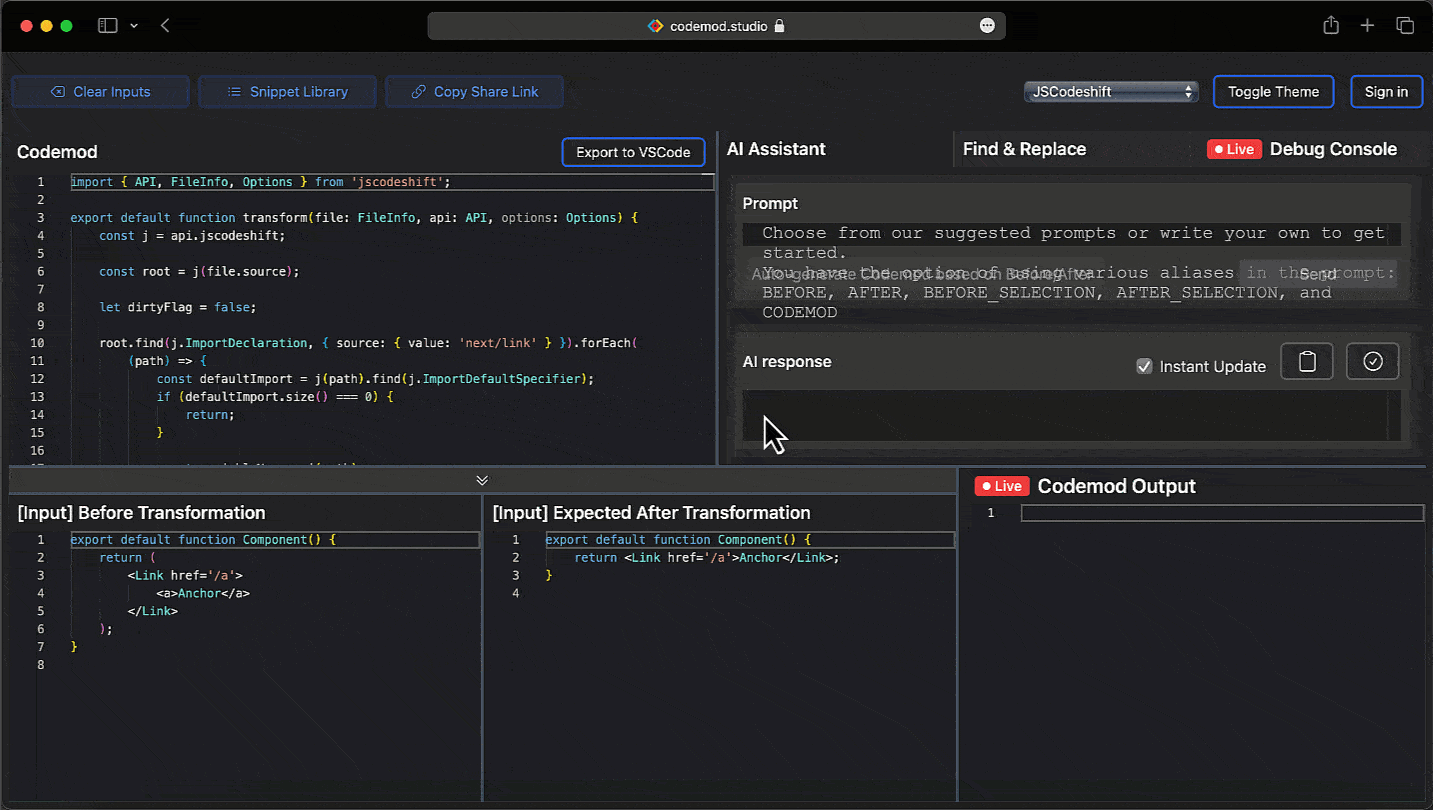 codemod.studio
Clear Inputs
Snippet Library
Copy Share Link
JSCodeshift
Toggle Theme
Sign in
Codemod
Export to VSCode
1 import { API, FileInfo, Options } from 'jscodeshift';
2
3 export default function transform(file: FileInfo, api: API, options: Options) {
4 const j = api.jscodeshift;
5
6 const root = j(file.source);
7
8 let dirtyFlag = false;
9
10 root.find(j.ImportDeclaration, { source: { value: 'next/link' } }).forEach(
11 (path) => {
12 const defaultImport = j(path).find(j.ImportDefaultSpecifier);
13 if (defaultImport.size() === 0) {
14 return;
15 }
16
AI Assistant
Find & Replace
Live
Debug Console
Prompt
Choose from our suggested prompts or write your own to get
started.
You have the option of using various aliases in the prompt:
BEFORE, AFTER, BEFORE_SELECTION, AFTER_SELECTION, and
CODEMOD
Autogenerate Codemod based on Before/After
Send
AI response
Instant Update
[Input] Before Transformation
1 export default function Component() {
2 return (
3 <Link href='/a'>
4 <a>Anchor</a>
5 </Link>
6 );
7 }
8
[Input] Expected After Transformation
1 export default function Component() {
2 return <Link href='/a'>Anchor</Link>;
3 }
4
Live
Codemod Output
1